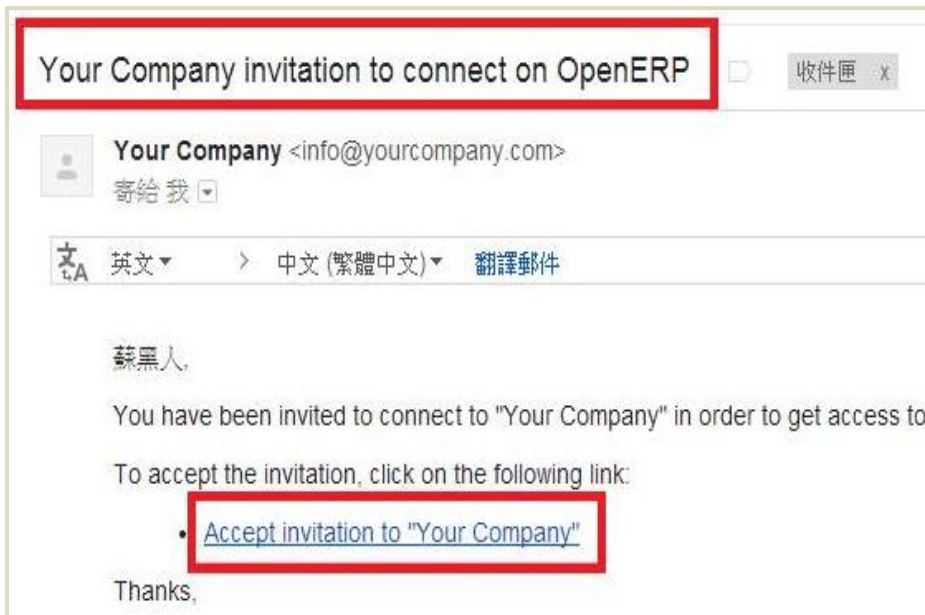 Your Company invitation to connect on OpenERP 收件匣 x
Your Company <info@yourcompany.com>
寄給 我
英文 > 中文 (繁體中文) 翻譯郵件
蘇黑人,
You have been invited to connect to "Your Company" in order to get access to
To accept the invitation, click on the following link:
• Accept invitation to "Your Company"
Thanks,